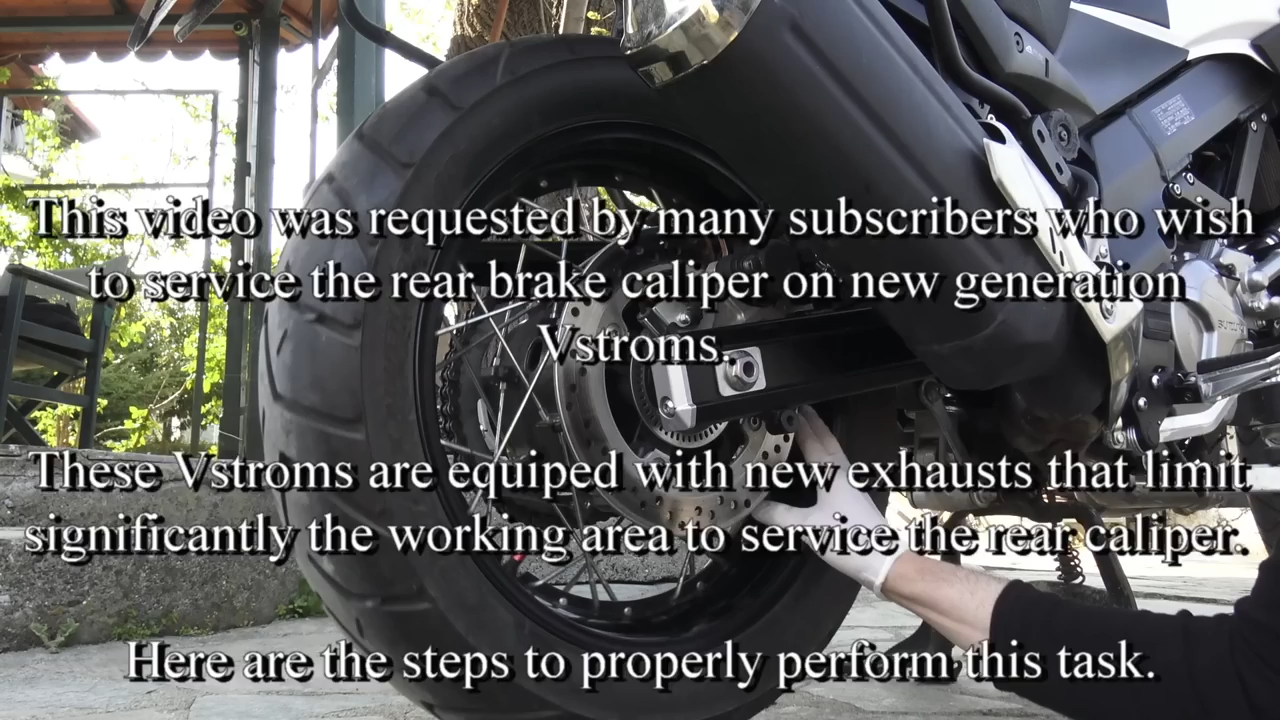 This video was requested by many subscribers who wish
to service the rear brake caliper on new generation
Vstroms.
These Vstroms are equiped with new exhausts that limit
significantly the working area to service the rear caliper.
Here are the steps to properly perform this task.